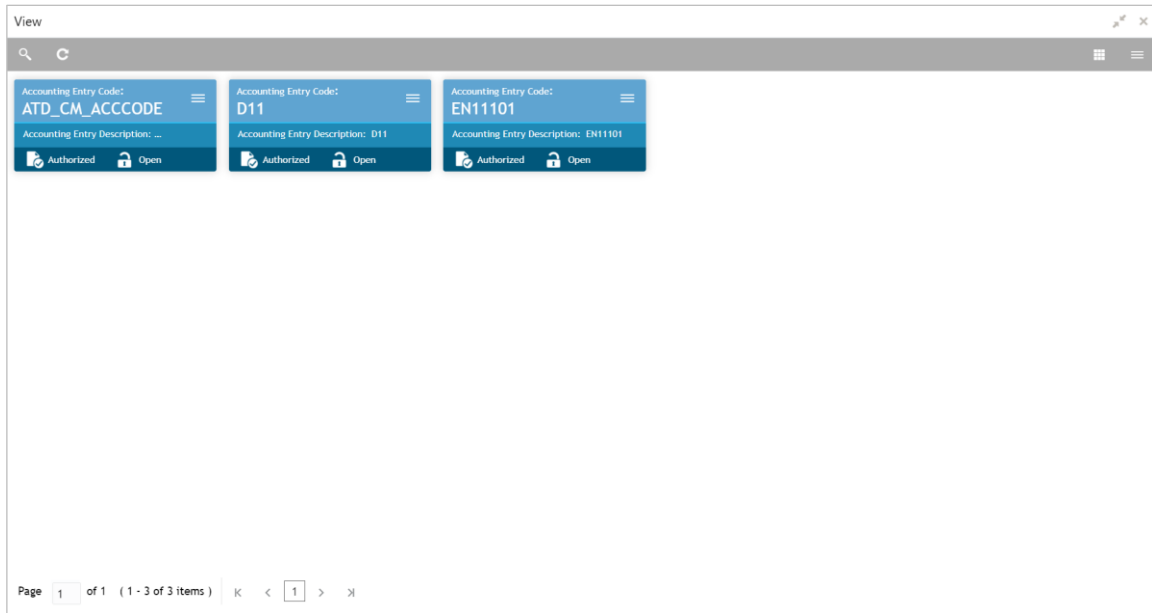 View
Accounting Entry Code:
ATD_CM_ACCCODE
Accounting Entry Description: ...
Authorized Open
Accounting Entry Code:
D11
Accounting Entry Description: D11
Authorized Open
Accounting Entry Code:
EN11101
Accounting Entry Description: EN11101
Authorized Open
Page 1 of 1 ( 1 - 3 of 3 items ) 1